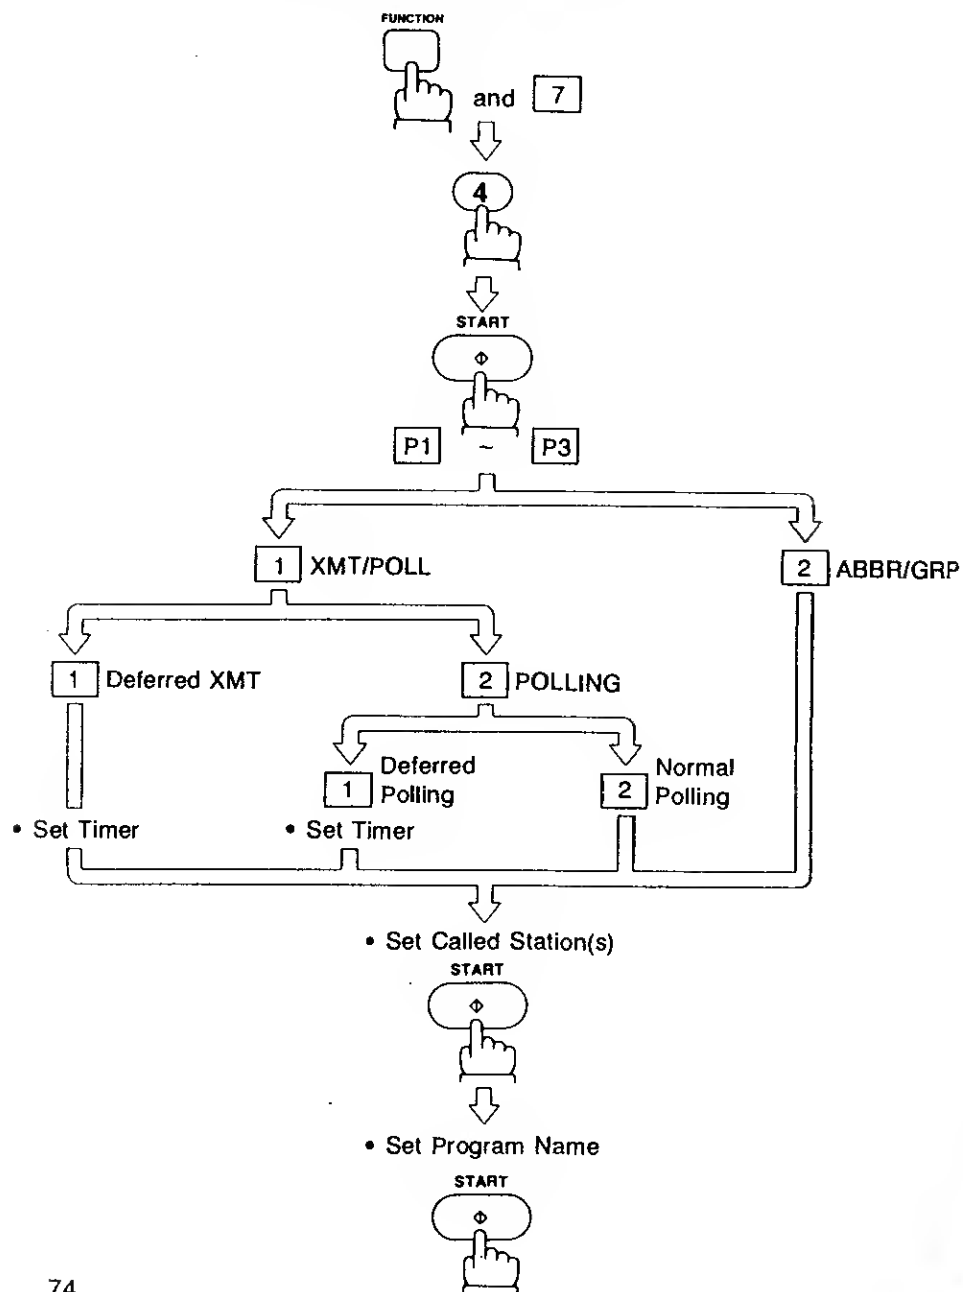 FUNCTION
and 7
4
START
P1 ~ P3
1 XMT/POLL
2 ABBR/GRP
1 Deferred XMT
2 POLLING
1 Deferred Polling
2 Normal Polling
• Set Timer
• Set Timer
• Set Called Station(s)
START
• Set Program Name
START
74